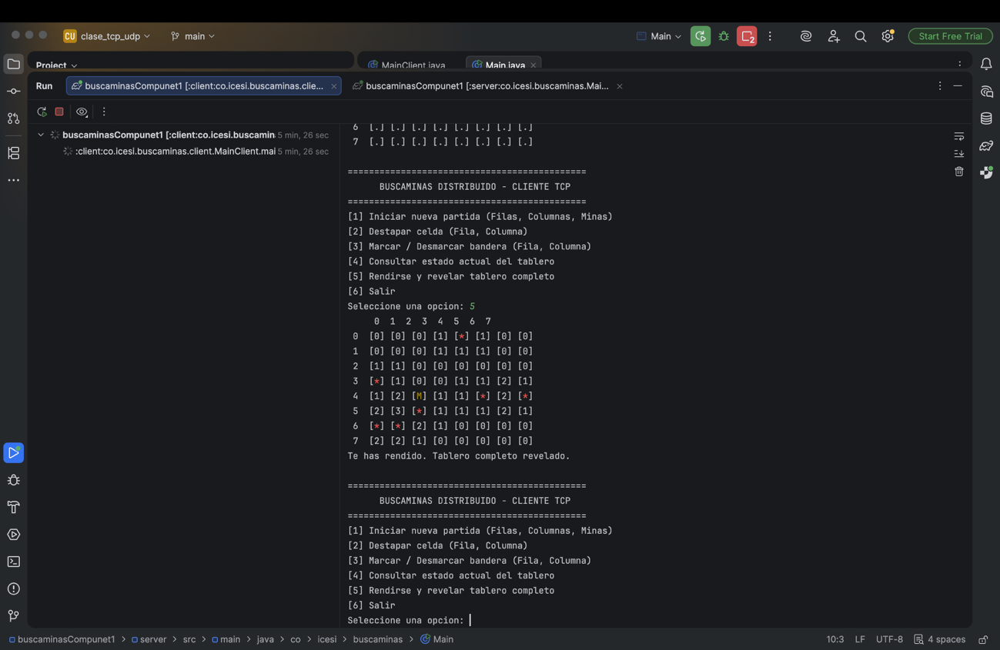 CU clase_tcp_udp main Main 2 Start Free Trial
Project MainClient.java Main.java
Run buscaminasCompunet1 [:client:co.icesi.buscaminas.clie... buscaminasCompunet1 [:server:co.icesi.buscaminas.Mai...
buscaminasCompunet1 [:client:co.icesi.buscamin 5 min, 26 sec
:client:co.icesi.buscaminas.client.MainClient.mai 5 min, 26 sec
6 [.] [.] [.] [.] [.] [.] [.] [.]
7 [.] [.] [.] [.] [.] [.] [.] [.]
=============================================
BUSCAMINAS DISTRIBUIDO - CLIENTE TCP
=============================================
[1] Iniciar nueva partida (Filas, Columnas, Minas)
[2] Destapar celda (Fila, Columna)
[3] Marcar / Desmarcar bandera (Fila, Columna)
[4] Consultar estado actual del tablero
[5] Rendirse y revelar tablero completo
[6] Salir
Seleccione una opcion: 5
0 1 2 3 4 5 6 7
0 [0] [0] [0] [1] [*] [1] [0] [0]
1 [0] [0] [0] [1] [1] [1] [0] [0]
2 [1] [1] [0] [0] [0] [0] [0] [0]
3 [*] [1] [0] [0] [1] [1] [2] [1]
4 [1] [2] [M] [1] [1] [*] [2] [*]
5 [2] [3] [*] [1] [1] [1] [2] [1]
6 [*] [*] [2] [1] [0] [0] [0] [0]
7 [2] [2] [1] [0] [0] [0] [0] [0]
Te has rendido. Tablero completo revelado.
=============================================
BUSCAMINAS DISTRIBUIDO - CLIENTE TCP
=============================================
[1] Iniciar nueva partida (Filas, Columnas, Minas)
[2] Destapar celda (Fila, Columna)
[3] Marcar / Desmarcar bandera (Fila, Columna)
[4] Consultar estado actual del tablero
[5] Rendirse y revelar tablero completo
[6] Salir
Seleccione una opcion:
buscaminasCompunet1 > server > src > main > java > co > icesi > buscaminas > Main 10:3 LF UTF-8 4 spaces